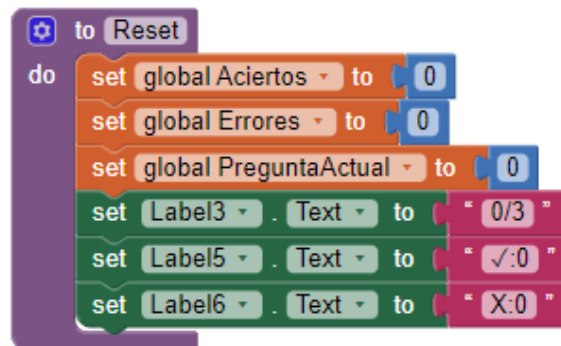 to Reset
do set global Aciertos to 0
set global Errores to 0
set global PreguntaActual to 0
set Label3 . Text to “ 0/3 ”
set Label5 . Text to “ ✓:0 ”
set Label6 . Text to “ X:0 ”